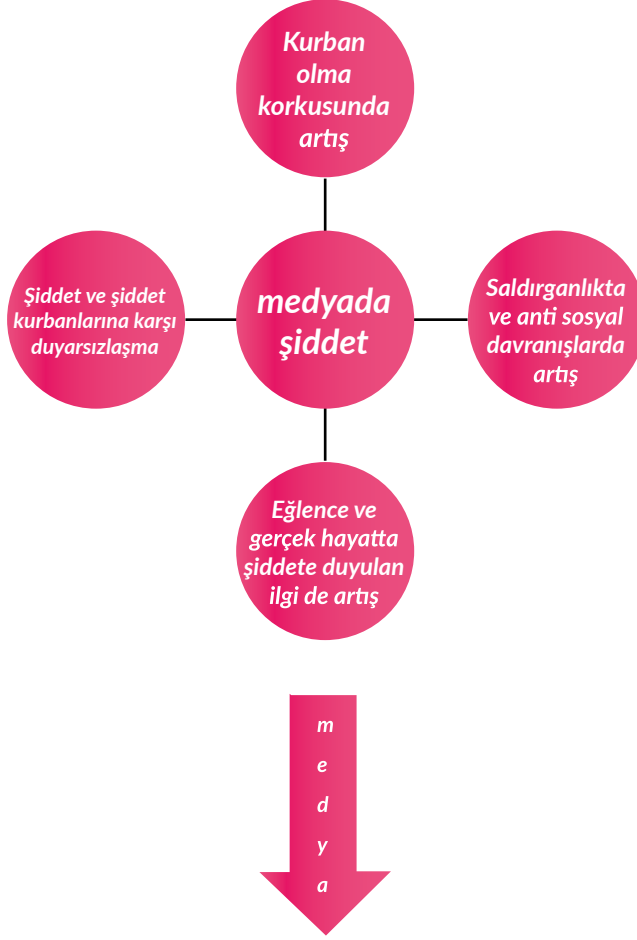 Kurban
olma
korkusunda
artış
Şiddet ve şiddet
kurbanlarına karşı
duyarsızlaşma
medyada
şiddet
Saldırganlıkta
ve anti sosyal
davranışlarda
artış
Eğlence ve
gerçek hayatta
şiddete duyulan
ilgi de artış
m
e
d
y
a